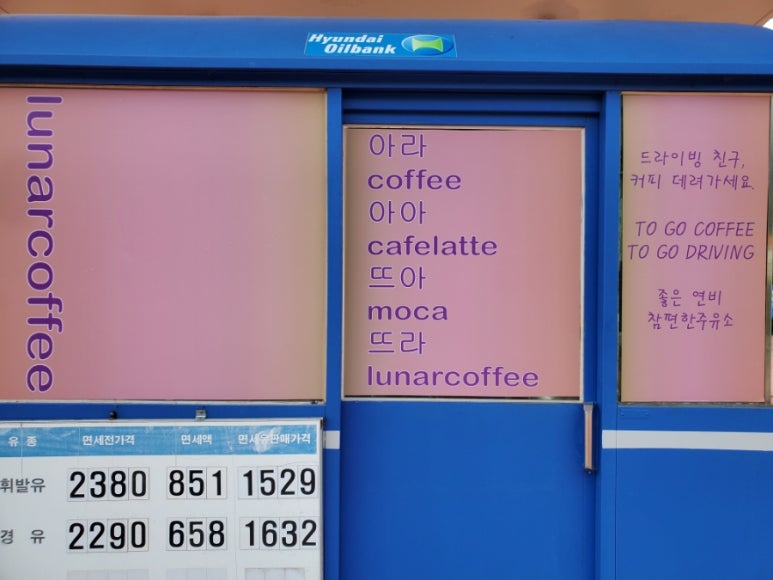 Hyundai
Oilbank
lunarcoffee
아라
coffee
아아
cafelatte
뜨아
moca
뜨라
lunarcoffee
드라이빙 친구,
커피 데려가세요.
TO GO COFFEE
TO GO DRIVING
좋은 연비
참편한주유소
유 종 면세전가격 면세액 면세유판매가격
휘발유 2380 851 1529
경 유 2290 658 1632